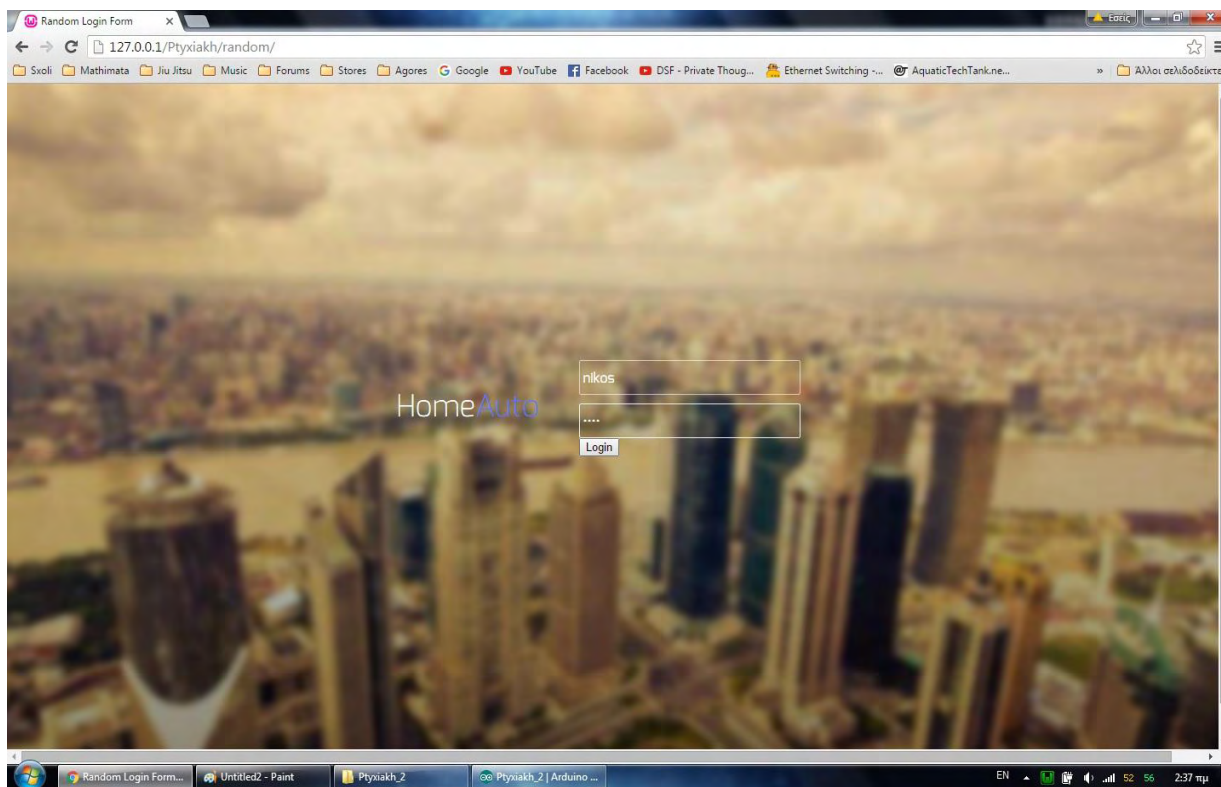 Random Login Form
Εσείς
127.0.0.1/Ptyxiakh/random/
Sxoli Mathimata Jiu Jitsu Music Forums Stores Agores Google YouTube Facebook DSF - Private Thoug... Ethernet Switching -... AquaticTechTank.ne... » Άλλοι σελιδοδείκτε
nikos
HomeAuto
....
Login
Random Login Form... Untitled2 - Paint Ptyxiakh_2 Ptyxiakh_2 | Arduino ... EN 52 56 2:37 πμ